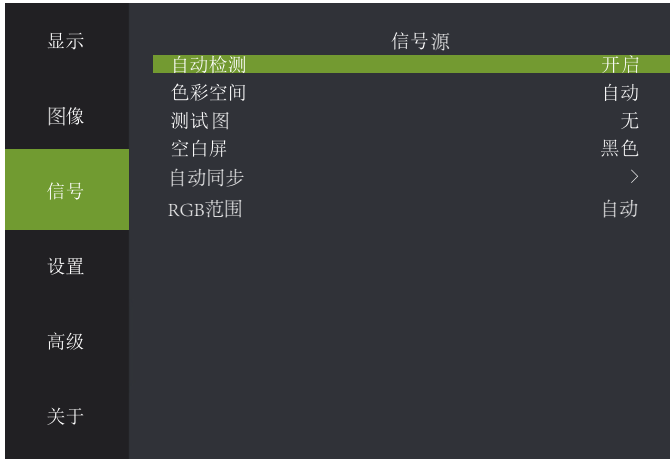 显示
图像
信号
设置
高级
关于
信号源
自动检测 开启
色彩空间 自动
测试图 无
空白屏 黑色
自动同步 >
RGB范围 自动